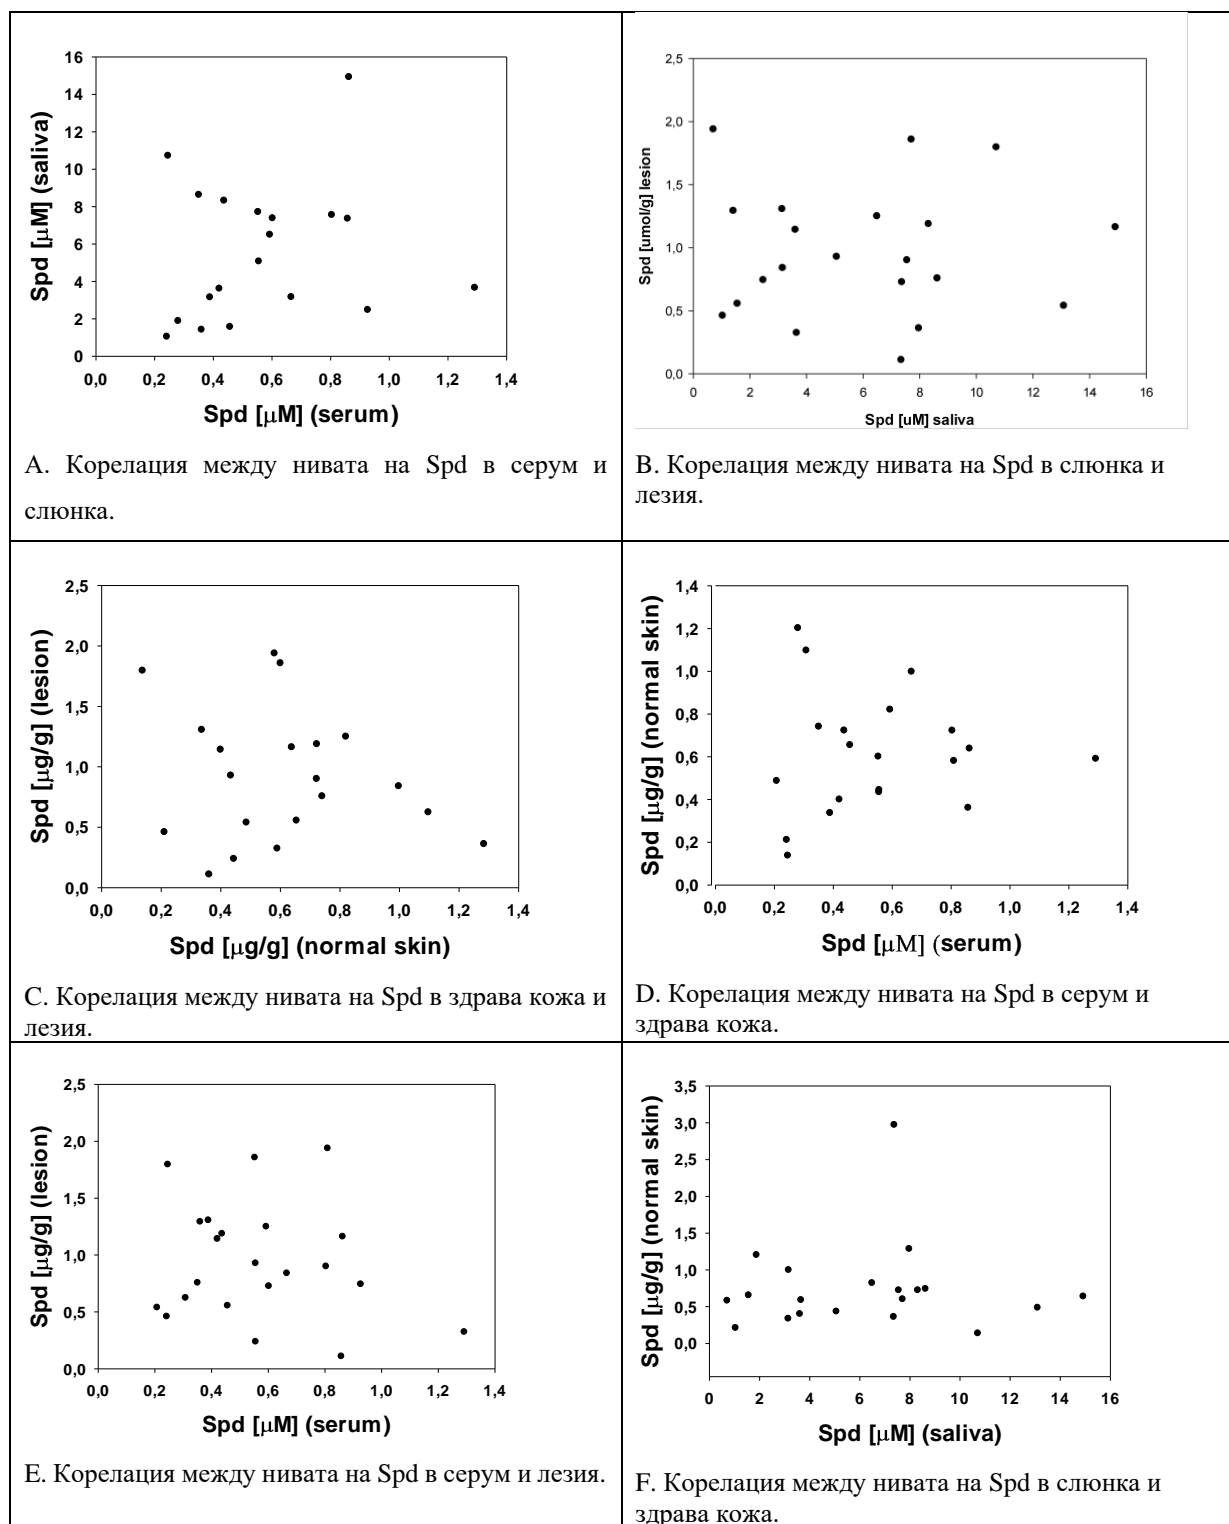 16
14
12
10
8
6
4
2
0
Spd [μM] (saliva)
0,0 0,2 0,4 0,6 0,8 1,0 1,2 1,4
Spd [μM] (serum)
A. Корелация между нивата на Spd в серум и
слюнка.
2,5
2,0
1,5
1,0
0,5
0,0
Spd [umol/g] lesion
0 2 4 6 8 10 12 14 16
Spd [uM] saliva
B. Корелация между нивата на Spd в слюнка и
лезия.
2,5
2,0
1,5
1,0
0,5
0,0
Spd [μg/g] (lesion)
0,0 0,2 0,4 0,6 0,8 1,0 1,2 1,4
Spd [μg/g] (normal skin)
C. Корелация между нивата на Spd в здрава кожа и
лезия.
1,4
1,2
1,0
0,8
0,6
0,4
0,2
0,0
Spd [μg/g] (normal skin)
0,0 0,2 0,4 0,6 0,8 1,0 1,2 1,4
Spd [μM] (serum)
D. Корелация между нивата на Spd в серум и
здрава кожа.
2,5
2,0
1,5
1,0
0,5
0,0
Spd [μg/g] (lesion)
0,0 0,2 0,4 0,6 0,8 1,0 1,2 1,4
Spd [μM] (serum)
E. Корелация между нивата на Spd в серум и лезия.
3,5
3,0
2,5
2,0
1,5
1,0
0,5
0,0
Spd [μg/g] (normal skin)
0 2 4 6 8 10 12 14 16
Spd [μM] (saliva)
F. Корелация между нивата на Spd в слюнка и
здрава кожа.